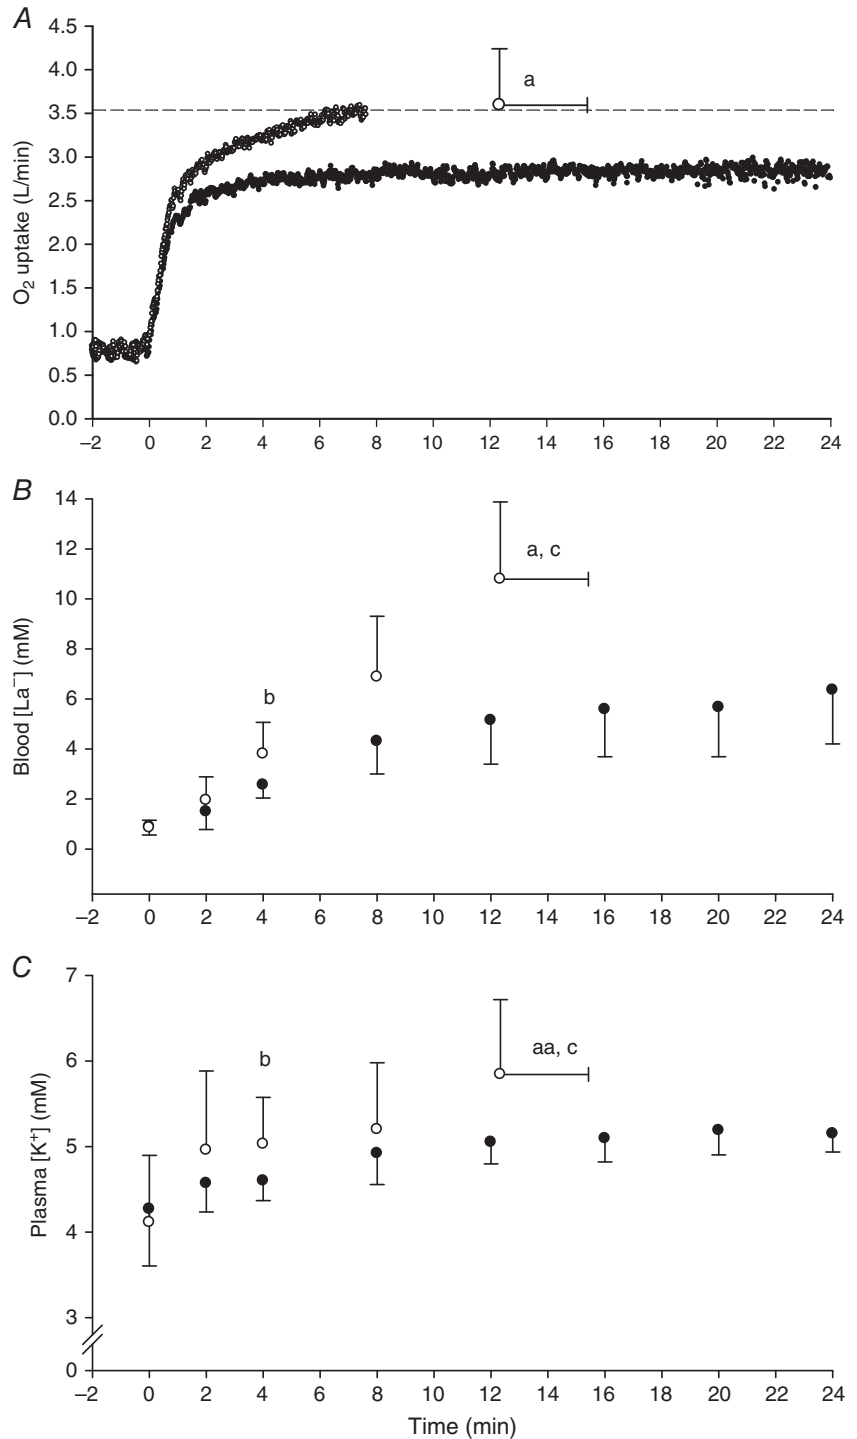 A
4.5
4.0
3.5
3.0
2.5
2.0
1.5
1.0
0.5
0.0
O₂ uptake (L/min)
a
–2 0 2 4 6 8 10 12 14 16 18 20 22 24
B
14
12
10
8
6
4
2
0
Blood [La⁻] (mM)
a, c
b
–2 0 2 4 6 8 10 12 14 16 18 20 22 24
C
7
6
5
4
3
0
Plasma [K⁺] (mM)
aa, c
b
–2 0 2 4 6 8 10 12 14 16 18 20 22 24
Time (min)